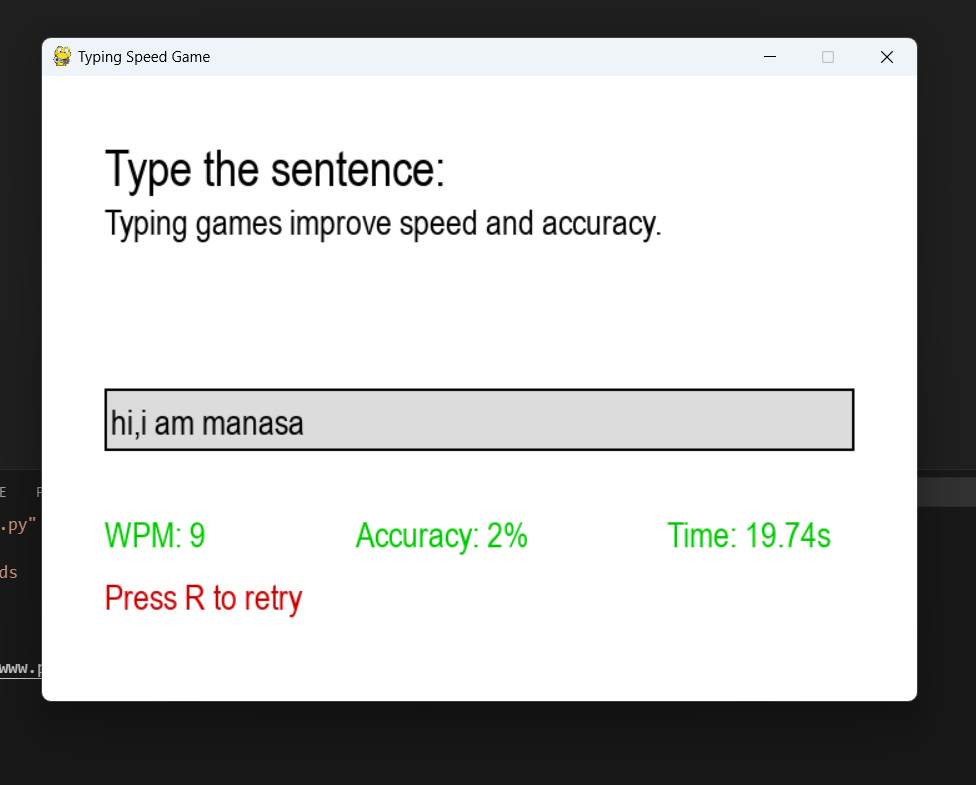 Typing Speed Game
Type the sentence:
Typing games improve speed and accuracy.
hi,i am manasa
E
.py"
WPM: 9 Accuracy: 2% Time: 19.74s
ds
Press R to retry
www.p